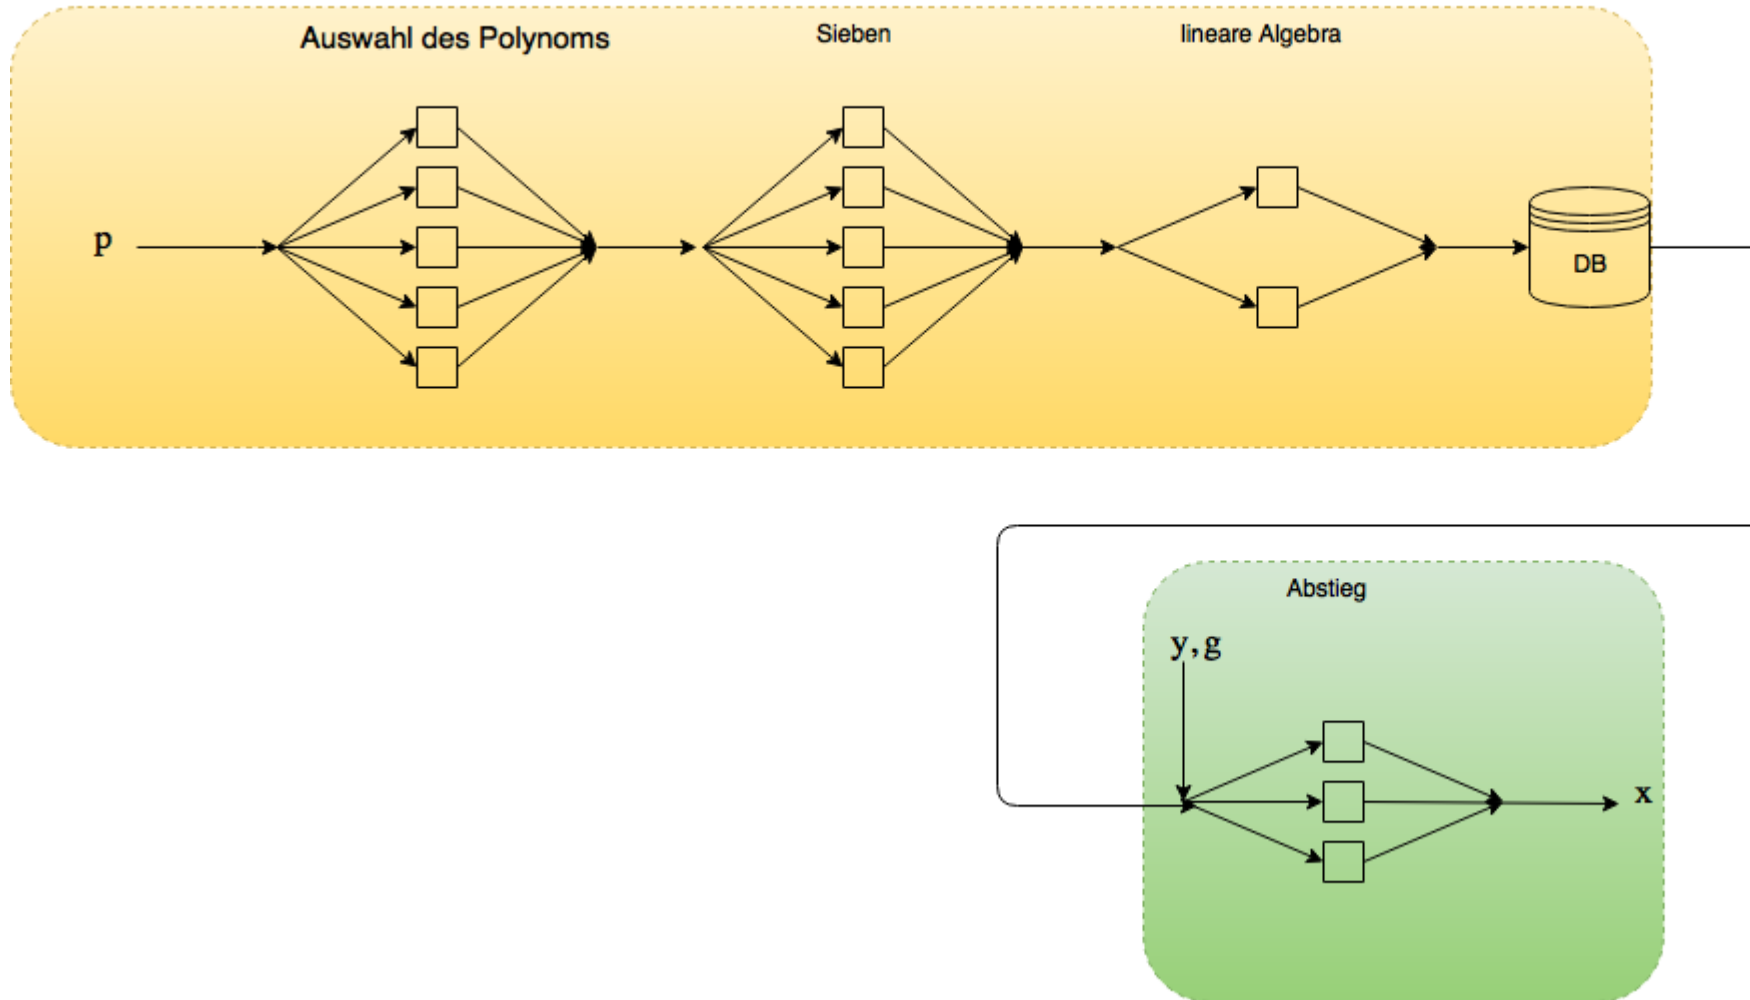 Auswahl des Polynoms
Sieben
lineare Algebra
p
DB
Abstieg
y, g
x